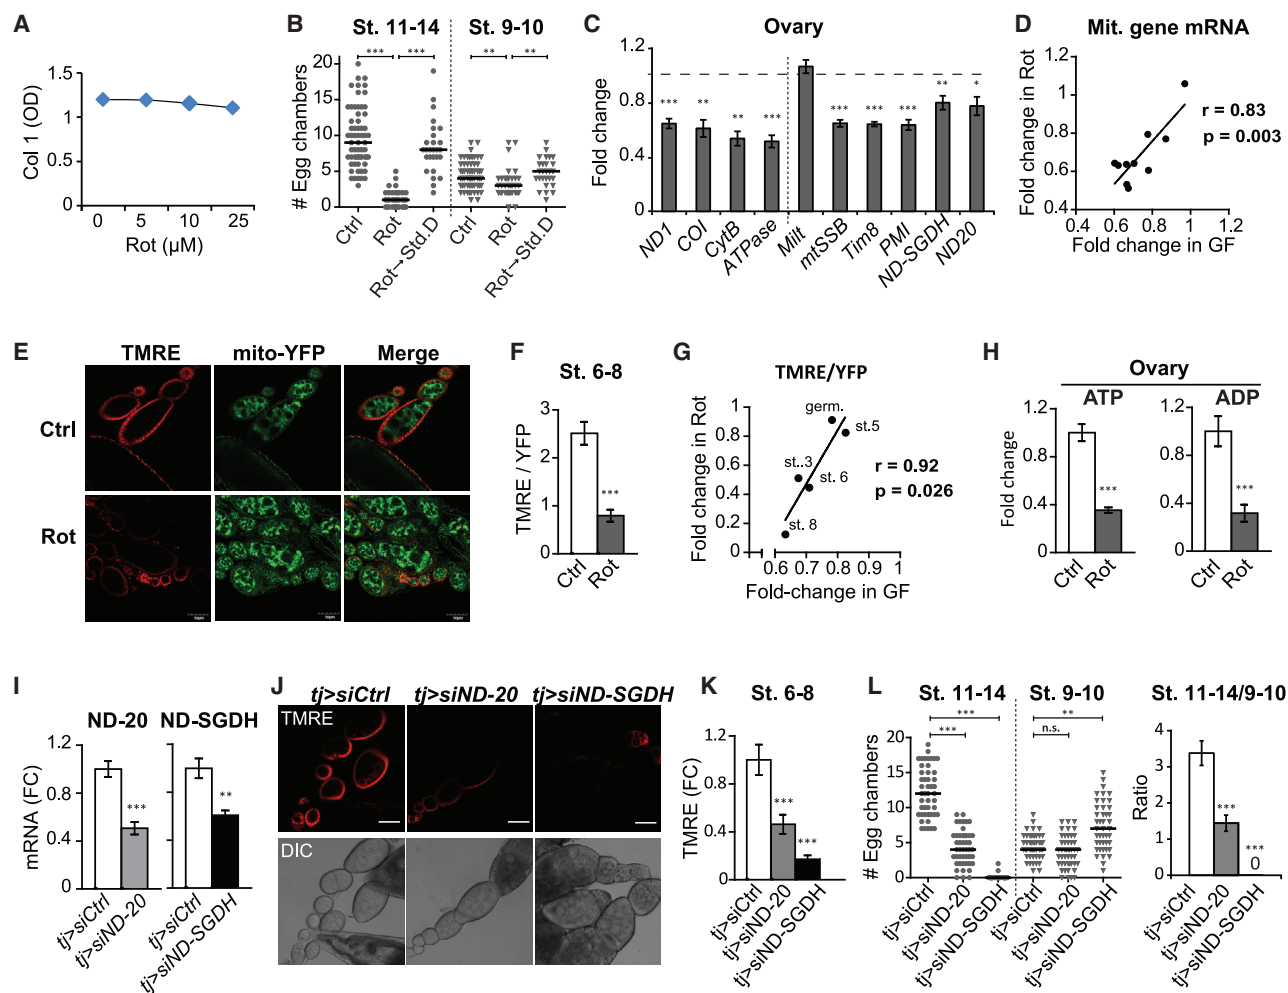 A
Col 1 (OD)
1.5
1
0.5
0
0 5 10 25
Rot (µM)
B
St. 11-14 St. 9-10
*** *** ** **
# Egg chambers
20
15
10
5
0
Ctrl
Rot
Rot→Std.D
Ctrl
Rot
Rot→Std.D
C
Ovary
Fold change
1.2
0.8
0.4
0
*** ** ** *** *** *** *** ** *
ND1
COI
CytB
ATPase
Milt
mtSSB
Tim8
PMI
ND-SGDH
ND20
D
Mit. gene mRNA
Fold change in Rot
1.2
1
0.8
0.6
0.4
r = 0.83
p = 0.003
0.4 0.6 0.8 1 1.2
Fold change in GF
E
TMRE mito-YFP Merge
Ctrl
Rot
F
St. 6-8
TMRE / YFP
3
2
1
0
***
Ctrl
Rot
G
TMRE/YFP
Fold change in Rot
1
0.8
0.6
0.4
0.2
0
germ.
st.5
st..3
st. 6
st. 8
r = 0.92
p = 0.026
0.6 0.7 0.8 0.9 1
Fold-change in GF
H
Ovary
ATP ADP
Fold change
1.2
0.8
0.4
0
***
Ctrl
Rot
1.2
0.8
0.4
0
***
Ctrl
Rot
I
ND-20 ND-SGDH
mRNA (FC)
1.2
0.8
0.4
0
*** **
tj>siCtrl
tj>siND-20
tj>siCtrl
tj>siND-SGDH
J
tj>siCtrl tj>siND-20 tj>siND-SGDH
TMRE
DIC
K
St. 6-8
TMRE (FC)
1.2
0.8
0.4
0
***
***
tj>siCtrl
tj>siND-20
tj>siND-SGDH
L
St. 11-14 St. 9-10 St. 11-14/9-10
*** **
*** n.s.
# Egg chambers
20
15
10
5
0
tj>siCtrl
tj>siND-20
tj>siND-SGDH
tj>siCtrl
tj>siND-20
tj>siND-SGDH
Ratio
4
3
2
1
0
***
***
0
tj>siCtrl
tj>siND-20
tj>siND-SGDH